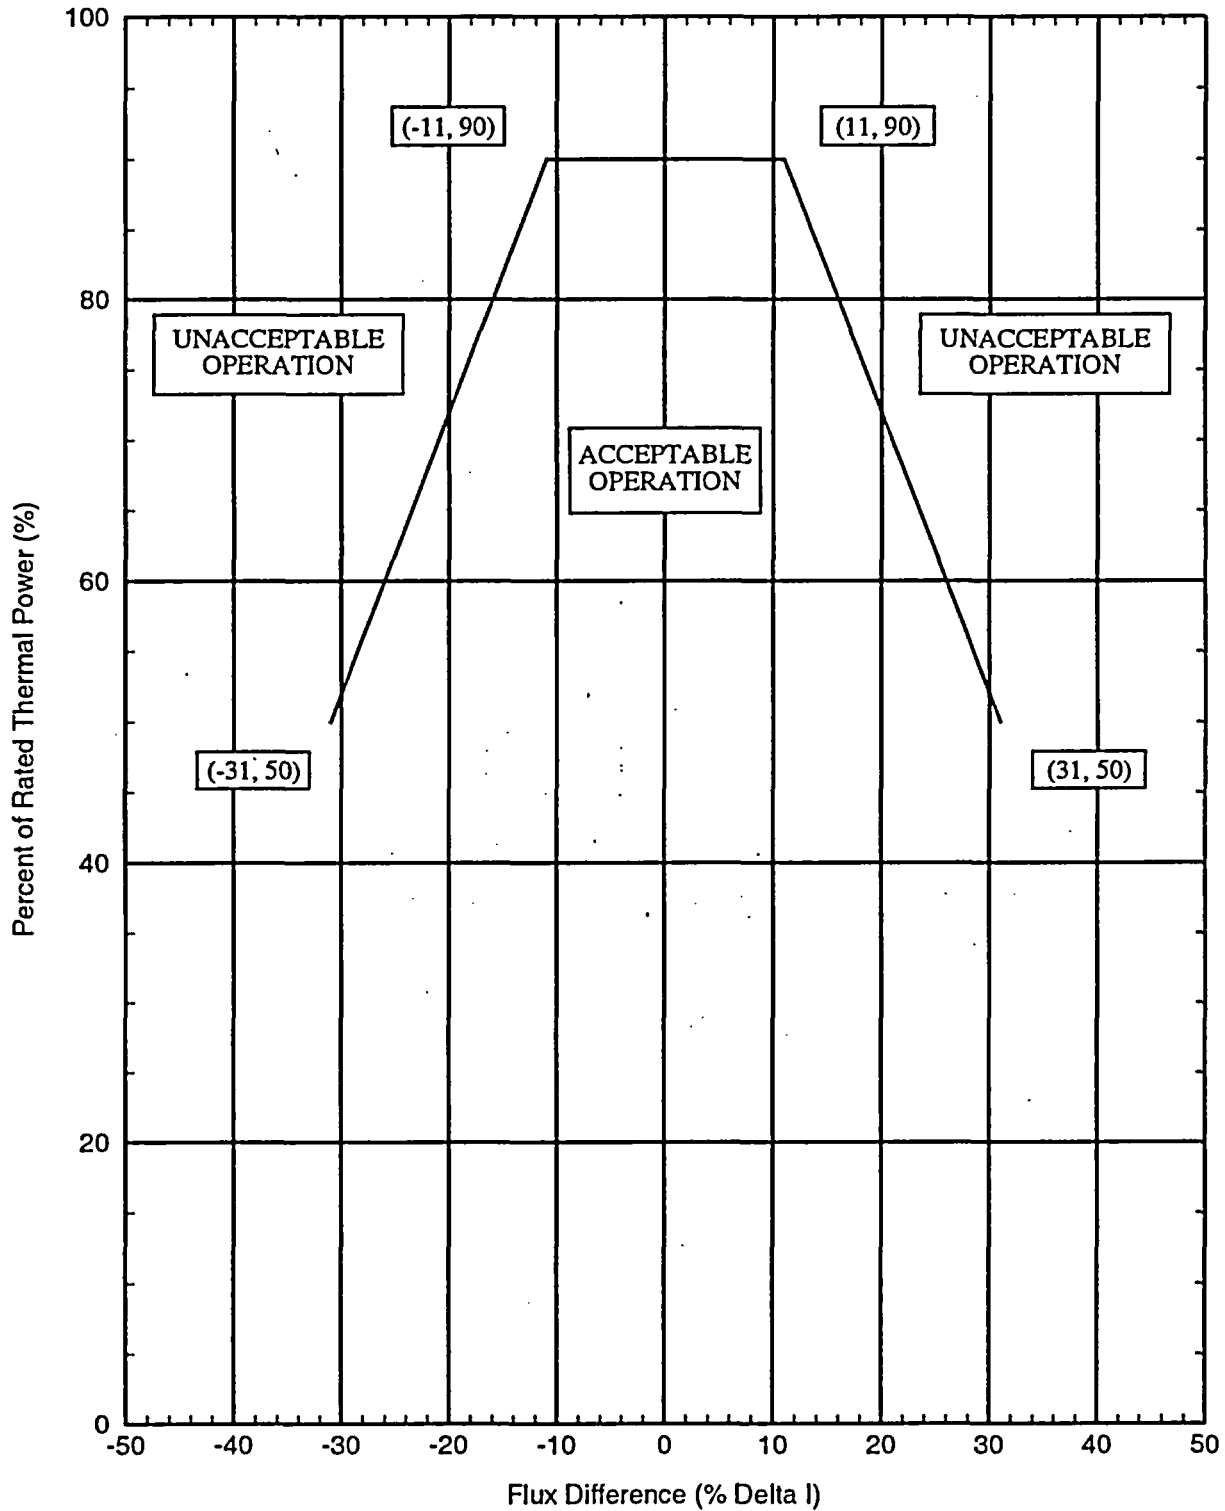 100
(-11, 90)
(11, 90)
80
UNACCEPTABLE
OPERATION
UNACCEPTABLE
OPERATION
ACCEPTABLE
OPERATION
Percent of Rated Thermal Power (%)
60
(-31, 50)
(31, 50)
40
20
0
-50 -40 -30 -20 -10 0 10 20 30 40 50
Flux Difference (% Delta I)